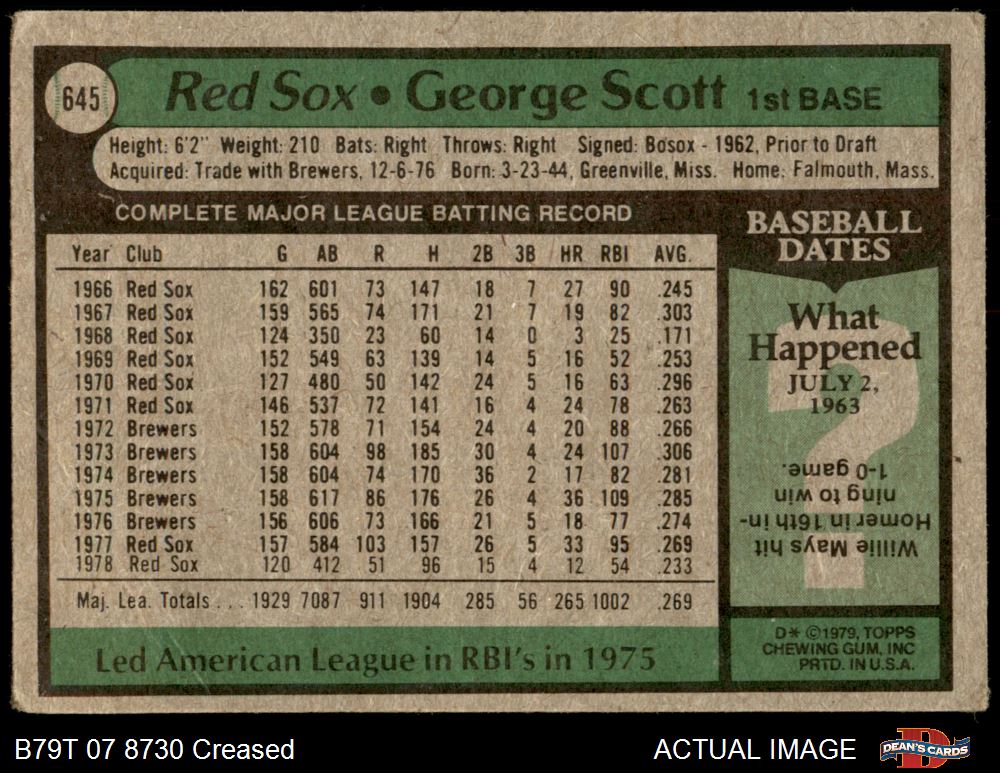 645
Red Sox • George Scott 1st BASE
Height: 6'2" Weight: 210 Bats: Right Throws: Right Signed: Bosox - 1962, Prior to Draft
Acquired: Trade with Brewers, 12-6-76 Born: 3-23-44, Greenville, Miss. Home: Falmouth, Mass.
COMPLETE MAJOR LEAGUE BATTING RECORD
Year Club G AB R H 2B 3B HR RBI AVG.
1966 Red Sox 162 601 73 147 18 7 27 90 .245
1967 Red Sox 159 565 74 171 21 7 19 82 .303
1968 Red Sox 124 350 23 60 14 0 3 25 .171
1969 Red Sox 152 549 63 139 14 5 16 52 .253
1970 Red Sox 127 480 50 142 24 5 16 63 .296
1971 Red Sox 146 537 72 141 16 4 24 78 .263
1972 Brewers 152 578 71 154 24 4 20 88 .266
1973 Brewers 158 604 98 185 30 4 24 107 .306
1974 Brewers 158 604 74 170 36 2 17 82 .281
1975 Brewers 158 617 86 176 26 4 36 109 .285
1976 Brewers 156 606 73 166 21 5 18 77 .274
1977 Red Sox 157 584 103 157 26 5 33 95 .269
1978 Red Sox 120 412 51 96 15 4 12 54 .233
Maj. Lea. Totals . . . 1929 7087 911 1904 285 56 265 1002 .269
Led American League in RBI's in 1975
BASEBALL
DATES
What
Happened
JULY 2,
1963
?
Willie Mays hit
Homer in 16th in-
ning to win
1-0 game.
D* ©1979, TOPPS
CHEWING GUM, INC
PRTD. IN U.S.A.
B79T 07 8730 Creased
ACTUAL IMAGE
D
DEAN'S CARDS